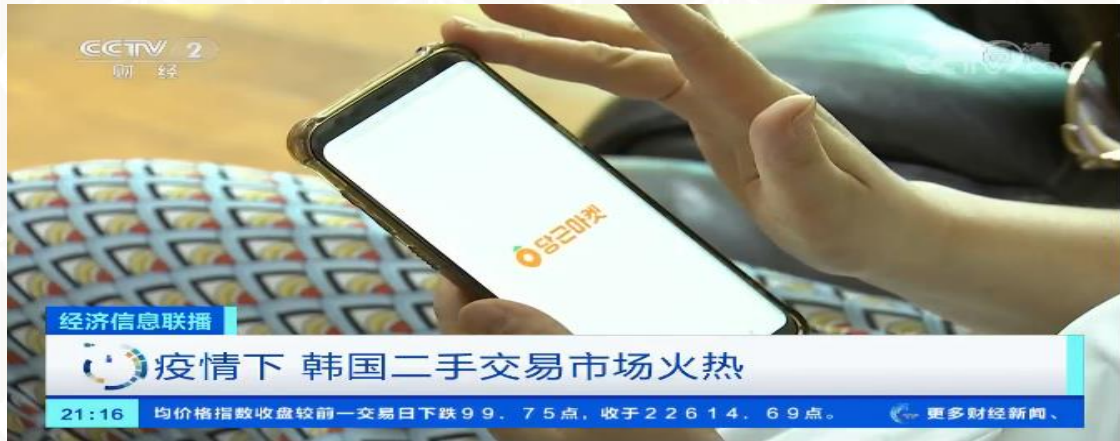 CCTV 2
财 经
당근마켓
经济信息联播
疫情下 韩国二手交易市场火热
21:16 均价格指数收盘较前一交易日下跌99.75点,收于22614.69点。 更多财经新闻、